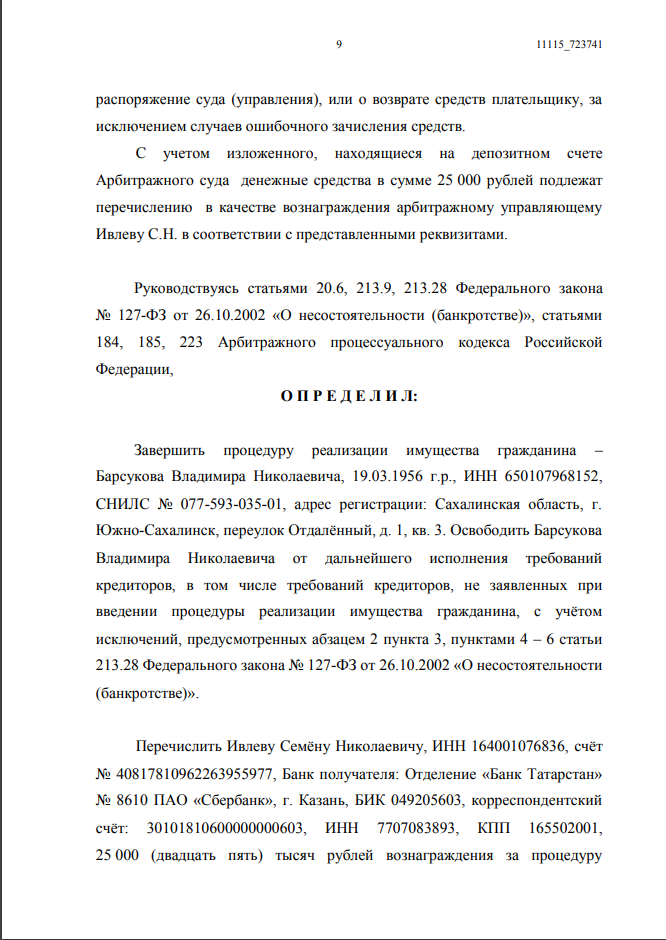 9
11115_723741
распоряжение суда (управления), или о возврате средств плательщику, за
исключением случаев ошибочного зачисления средств.
С учетом изложенного, находящиеся на депозитном счете
Арбитражного суда денежные средства в сумме 25 000 рублей подлежат
перечислению в качестве вознаграждения арбитражному управляющему
Ивлеву С.Н. в соответствии с представленными реквизитами.
Руководствуясь статьями 20.6, 213.9, 213.28 Федерального закона
№ 127-ФЗ от 26.10.2002 «О несостоятельности (банкротстве)», статьями
184, 185, 223 Арбитражного процессуального кодекса Российской
Федерации,
О П Р Е Д Е Л И Л:
Завершить процедуру реализации имущества гражданина –
Барсукова Владимира Николаевича, 19.03.1956 г.р., ИНН 650107968152,
СНИЛС № 077-593-035-01, адрес регистрации: Сахалинская область, г.
Южно-Сахалинск, переулок Отдалённый, д. 1, кв. 3. Освободить Барсукова
Владимира Николаевича от дальнейшего исполнения требований
кредиторов, в том числе требований кредиторов, не заявленных при
введении процедуры реализации имущества гражданина, с учётом
исключений, предусмотренных абзацем 2 пункта 3, пунктами 4 – 6 статьи
213.28 Федерального закона № 127-ФЗ от 26.10.2002 «О несостоятельности
(банкротстве)».
Перечислить Ивлеву Семёну Николаевичу, ИНН 164001076836, счёт
№ 40817810962263955977, Банк получателя: Отделение «Банк Татарстан»
№ 8610 ПАО «Сбербанк», г. Казань, БИК 049205603, корреспондентский
счёт: 30101810600000000603, ИНН 7707083893, КПП 165502001,
25 000 (двадцать пять) тысяч рублей вознаграждения за процедуру